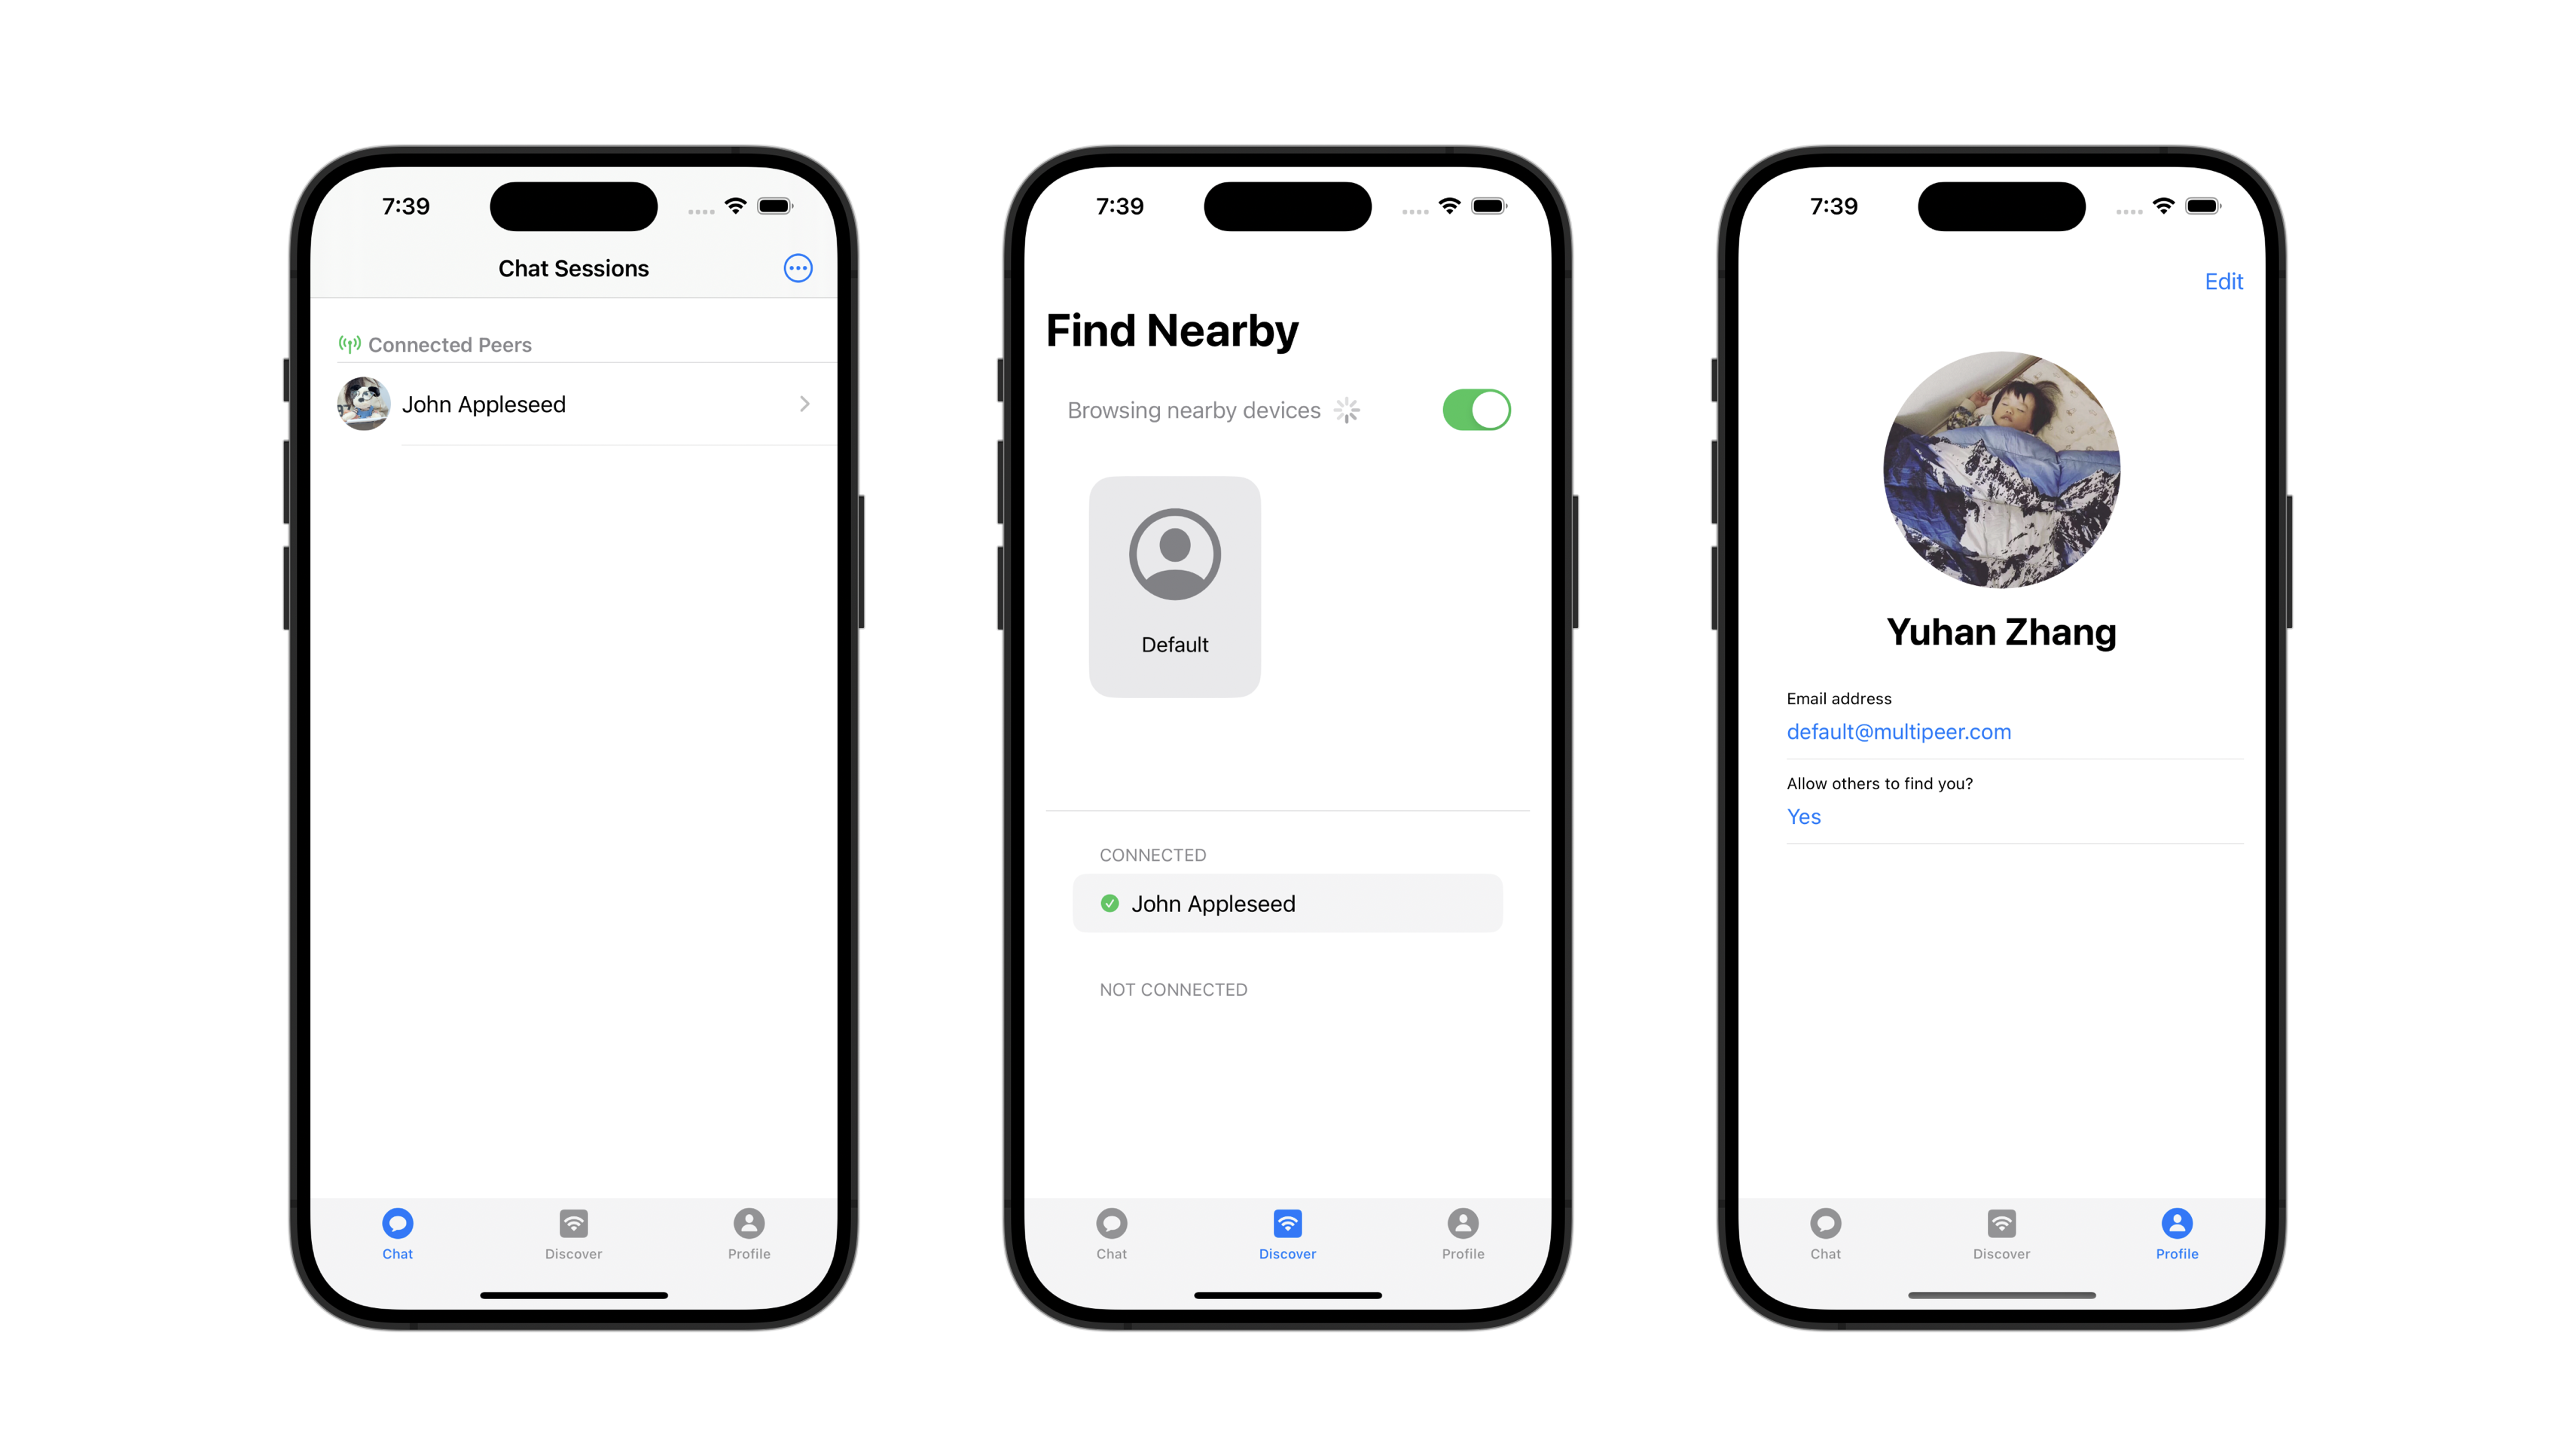 7:39
Chat Sessions
Connected Peers
John Appleseed
Chat
Discover
Profile
7:39
Find Nearby
Browsing nearby devices
Default
CONNECTED
John Appleseed
NOT CONNECTED
Chat
Discover
Profile
7:39
Edit
Yuhan Zhang
Email address
default@multipeer.com
Allow others to find you?
Yes
Chat
Discover
Profile